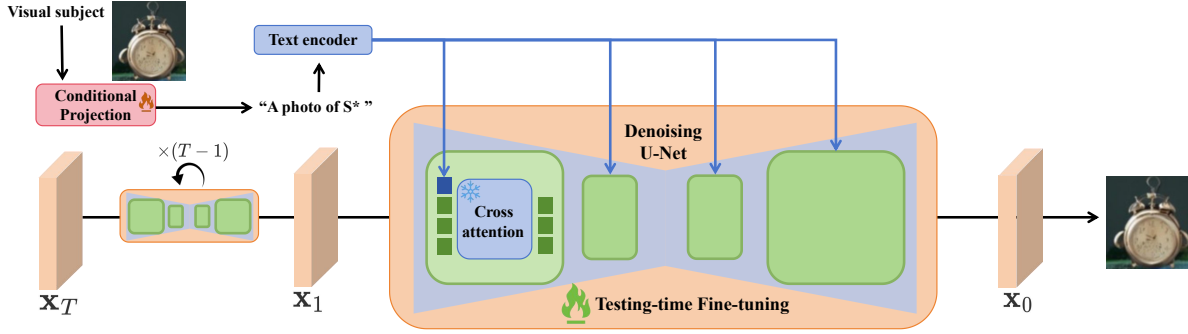 Visual subject
Text encoder
Conditional
Projection
“A photo of S* ”
Denoising
U-Net
×(T − 1)
Cross
attention
Testing-time Fine-tuning
x_T
x_1
x_0